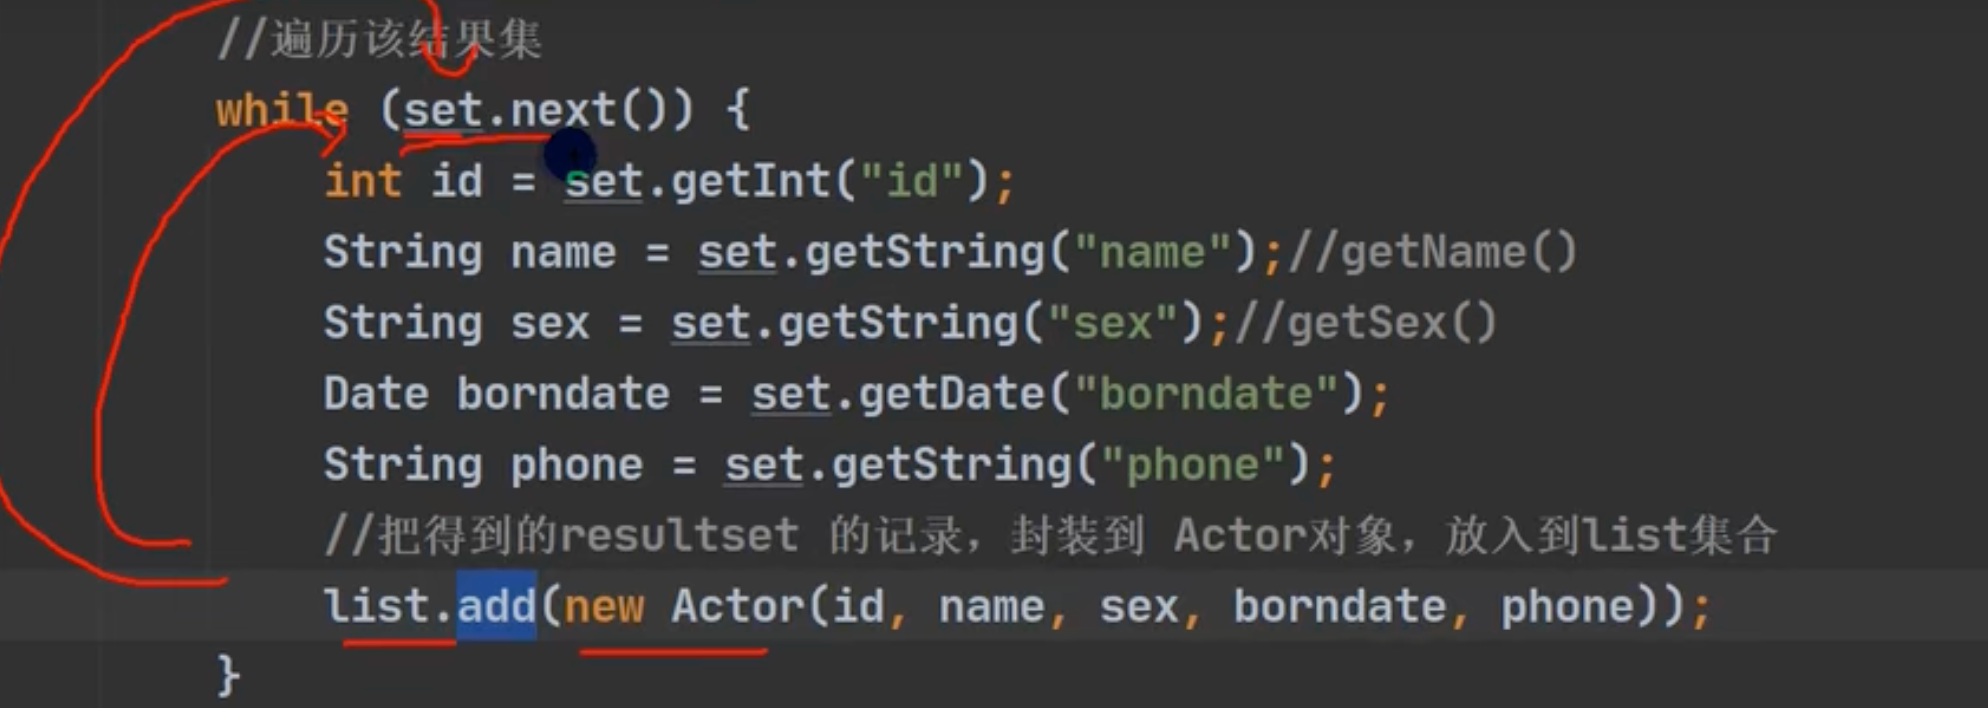 //遍历该结果集
while (set.next()) {
int id = set.getInt("id");
String name = set.getString("name");//getName()
String sex = set.getString("sex");//getSex()
Date borndate = set.getDate("borndate");
String phone = set.getString("phone");
//把得到的resultset 的记录，封装到 Actor对象，放入到list集合
list.add(new Actor(id, name, sex, borndate, phone));
}